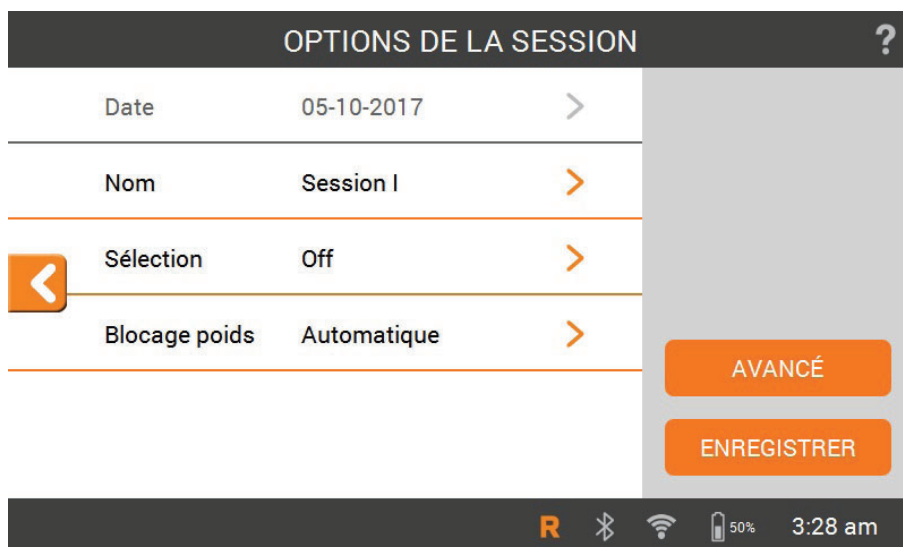 OPTIONS DE LA SESSION ?
Date 05-10-2017
Nom Session I
Sélection Off
Blocage poids Automatique
AVANCÉ
ENREGISTRER
R 50% 3:28 am